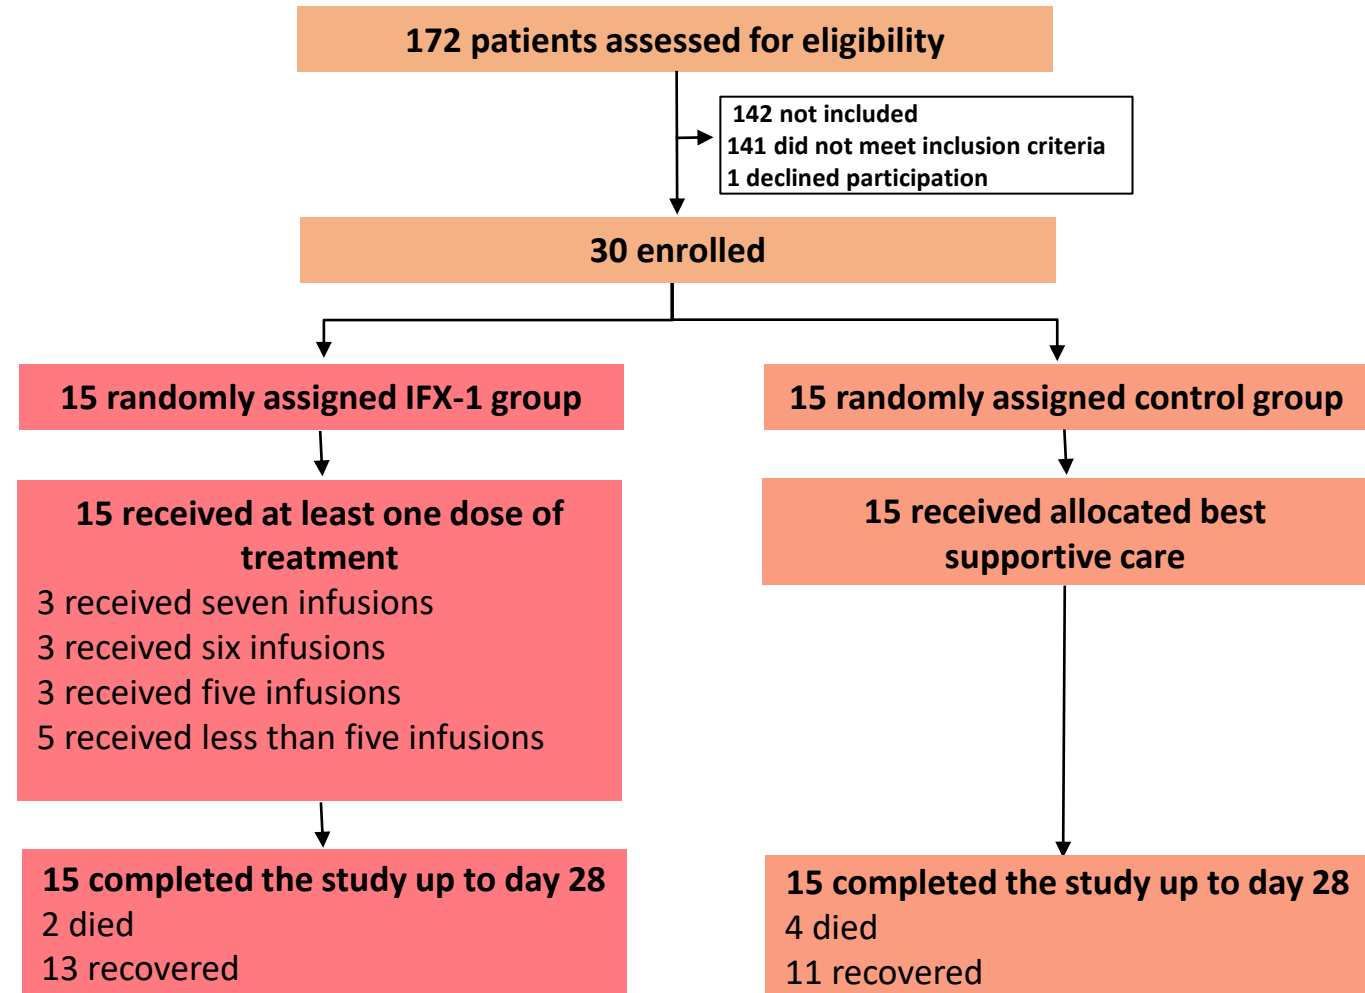 172 patients assessed for eligibility
142 not included
141 did not meet inclusion criteria
1 declined participation
30 enrolled
15 randomly assigned IFX-1 group
15 randomly assigned control group
15 received at least one dose of
treatment
3 received seven infusions
3 received six infusions
3 received five infusions
5 received less than five infusions
15 received allocated best
supportive care
15 completed the study up to day 28
2 died
13 recovered
15 completed the study up to day 28
4 died
11 recovered